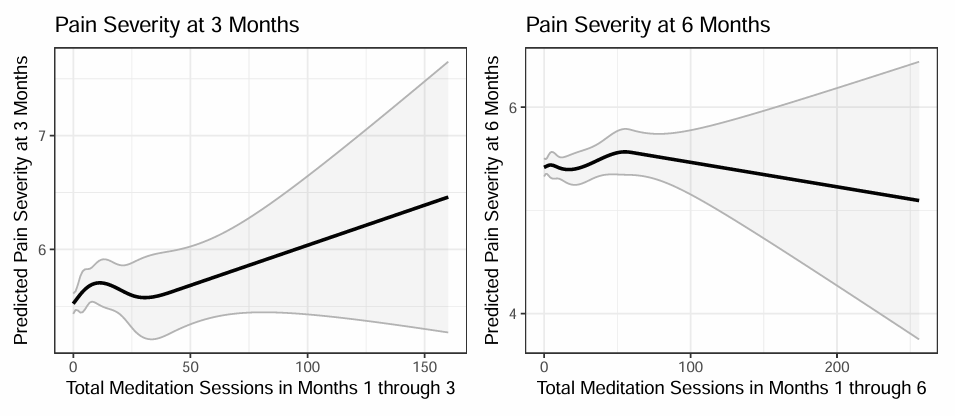 Pain Severity at 3 Months
Predicted Pain Severity at 3 Months
7
6
0
50
100
150
Total Meditation Sessions in Months 1 through 3
Pain Severity at 6 Months
Predicted Pain Severity at 6 Months
6
4
0
100
200
Total Meditation Sessions in Months 1 through 6